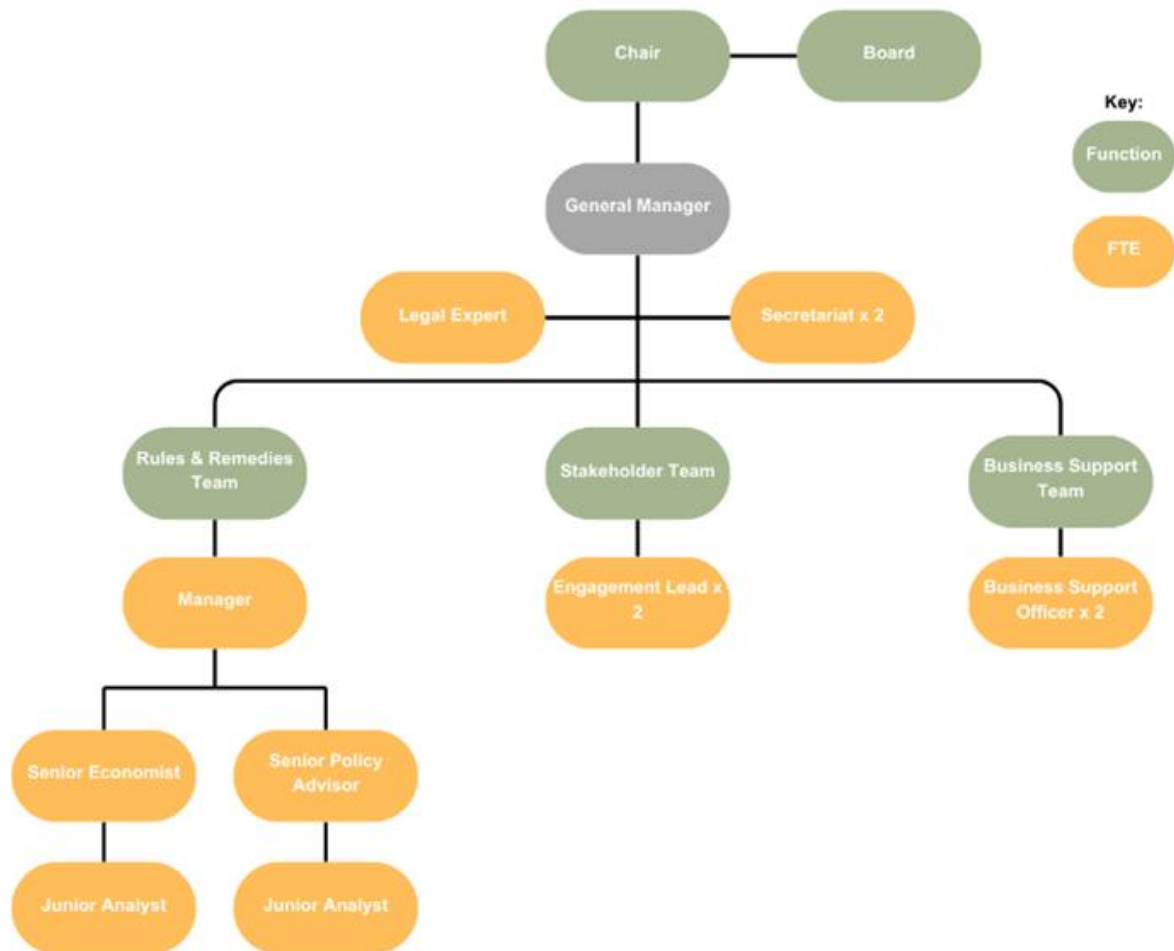 Chair
Board
Key:
Function
General Manager
FTE
Legal Expert
Secretariat x 2
Rules & Remedies
Team
Stakeholder Team
Business Support
Team
Manager
Engagement Lead x
2
Business Support
Officer x 2
Senior Economist
Senior Policy
Advisor
Junior Analyst
Junior Analyst